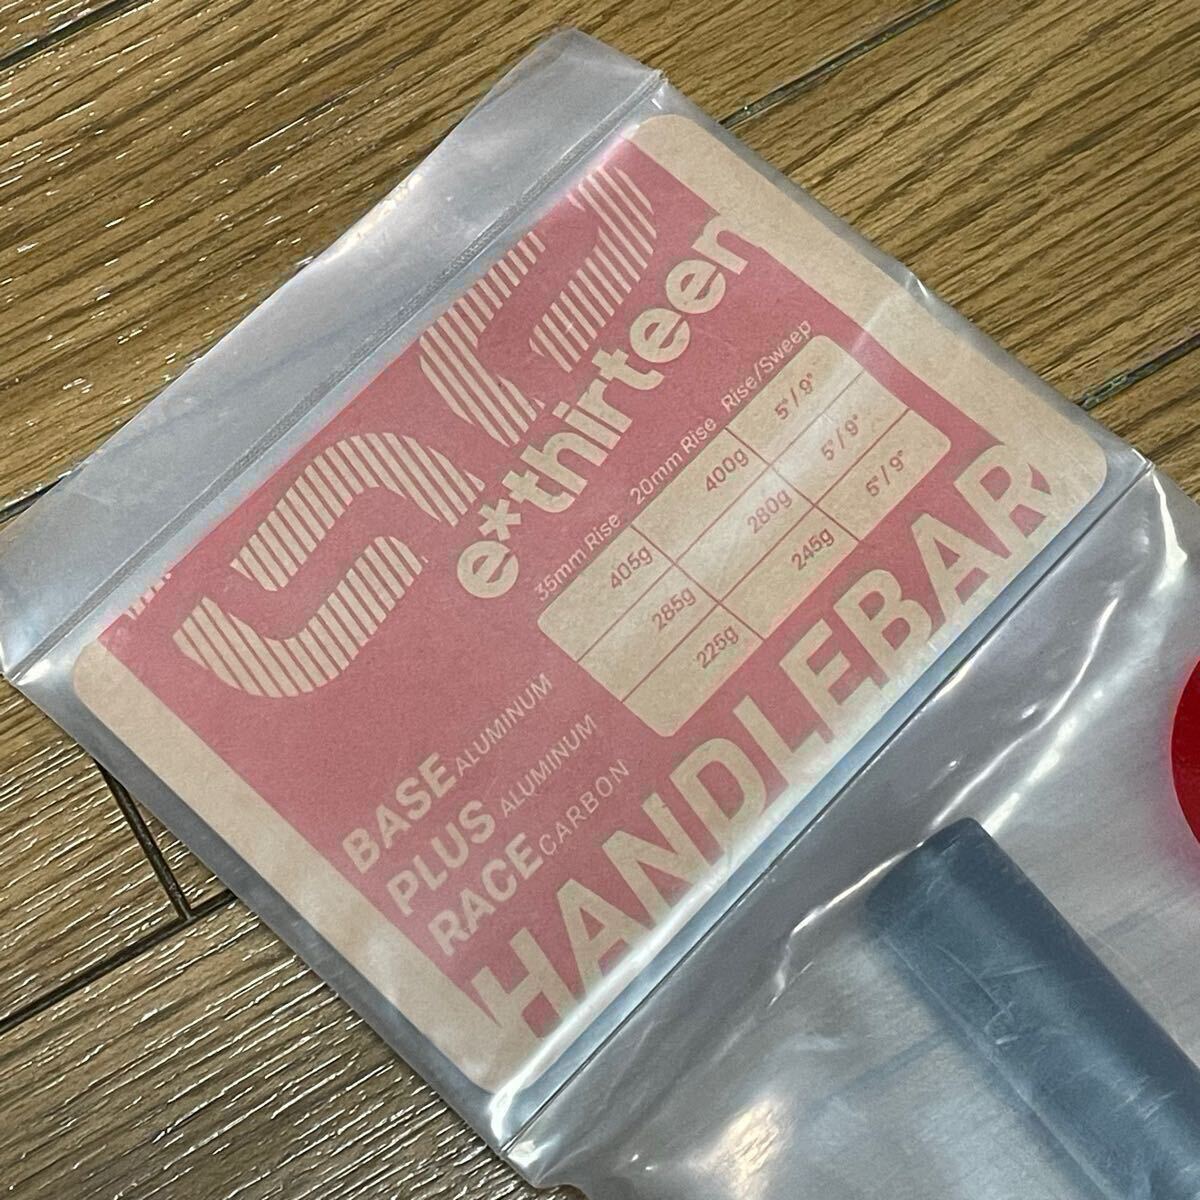 e*thirteen
35mm Rise 20mm Rise Rise/Sweep
BASE ALUMINUM 405g 400g 5°/9°
PLUS ALUMINUM 285g 280g 5°/9°
RACE CARBON 225g 245g 5°/9°
HANDLEBAR